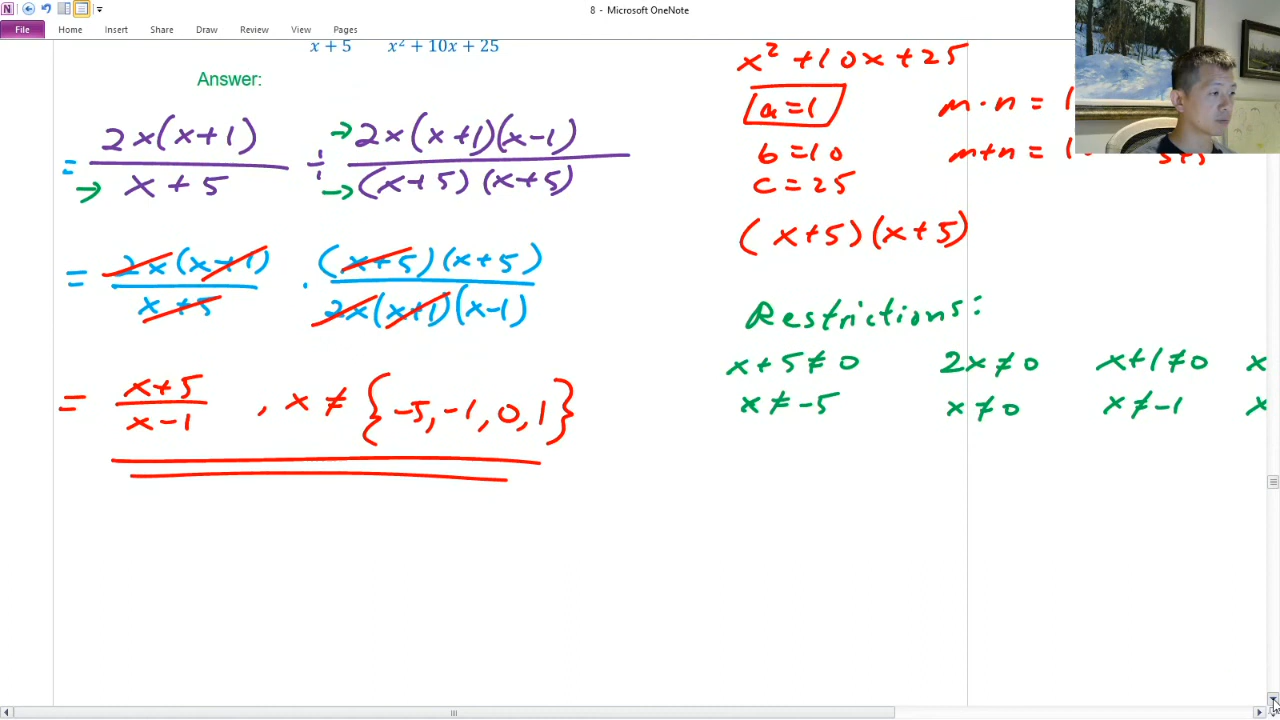 8 - Microsoft OneNote
File Home Insert Share Draw Review View Pages
x + 5 x² + 10x + 25
Answer:
= 2x(x+1) / x+5 ÷ → 2x(x+1)(x-1) / → (x+5)(x+5)
→
= 2x(x+1) / x+5 · (x+5)(x+5) / 2x(x+1)(x-1)
= x+5 / x-1 , x ≠ {-5, -1, 0, 1}
x² + 10x + 25
a = 1 m · n =
b = 10 m + n =
c = 25
(x+5)(x+5)
Restrictions:
x + 5 ≠ 0 2x ≠ 0 x + 1 ≠ 0 x
x ≠ -5 x ≠ 0 x ≠ -1 x